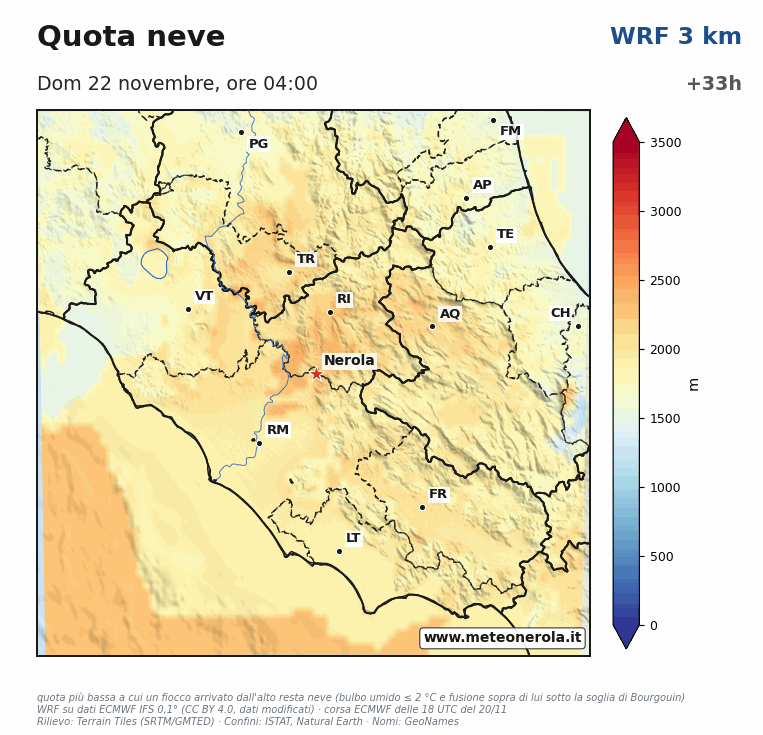 Quota neve
WRF 3 km
Dom 22 novembre, ore 04:00
+33h
FM
PG
AP
TE
TR
VT
RI
AQ
CH
Nerola
RM
FR
LT
www.meteonerola.it
3500
3000
2500
2000
1500
1000
500
0
m
quota più bassa a cui un fiocco arrivato dall'alto resta neve (bulbo umido ≤ 2 °C e fusione sopra di lui sotto la soglia di Bourgouin)
WRF su dati ECMWF IFS 0,1° (CC BY 4.0, dati modificati) · corsa ECMWF delle 18 UTC del 20/11
Rilievo: Terrain Tiles (SRTM/GMTED) · Confini: ISTAT, Natural Earth · Nomi: GeoNames